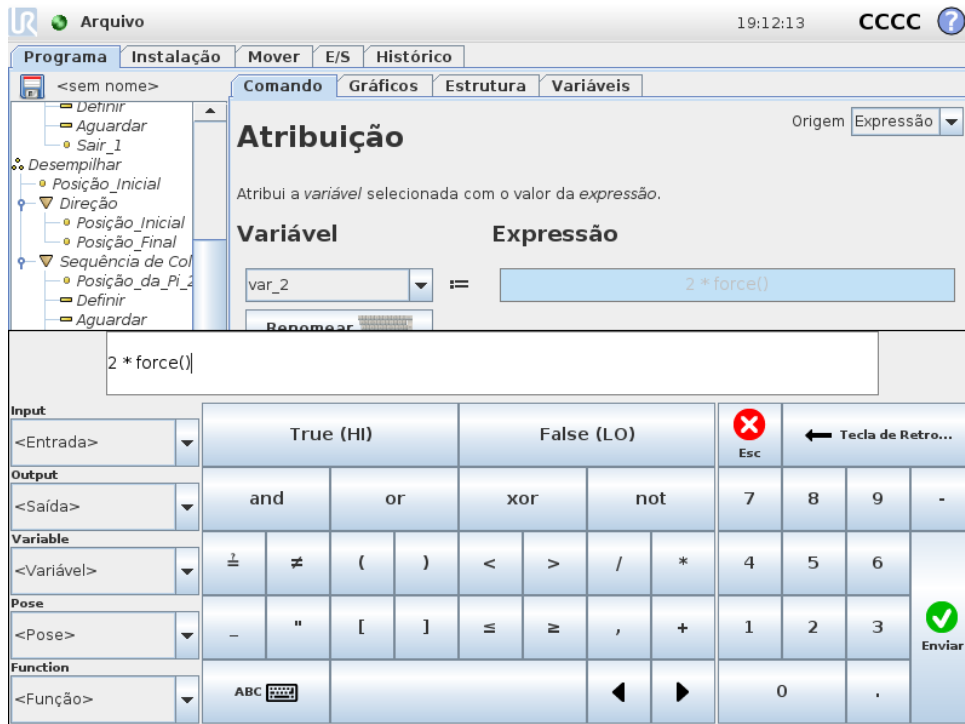 UR Arquivo 19:12:13 CCCC ?
Programa Instalação Mover E/S Histórico
<sem nome> Comando Gráficos Estrutura Variáveis
Definir
Aguardar
Sair_1
Desempilhar
Posição_Inicial
Direção
Posição_Inicial
Posição_Final
Sequência de Col
Posição_da_Pi_2
Definir
Aguardar
Atribuição
Origem Expressão
Atribui a variável selecionada com o valor da expressão.
Variável Expressão
var_2 := 2 * force()
Renomear
2 * force()
Input
<Entrada>
Output
<Saída>
Variable
<Variável>
Pose
<Pose>
Function
<Função>
True (HI) False (LO) Esc Tecla de Retro...
and or xor not 7 8 9 -
≟ ≠ ( ) < > / * 4 5 6
_ " [ ] ≤ ≥ , + 1 2 3 Enviar
ABC 0 .